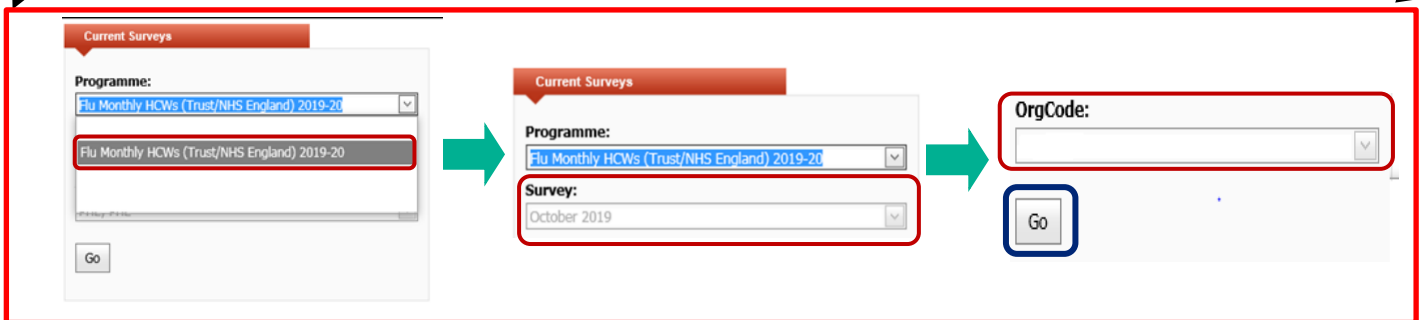 Current Surveys
Programme:
Flu Monthly HCWs (Trust/NHS England) 2019-20
Flu Monthly HCWs (Trust/NHS England) 2019-20
Go
Current Surveys
Programme:
Flu Monthly HCWs (Trust/NHS England) 2019-20
Survey:
October 2019
OrgCode:
Go